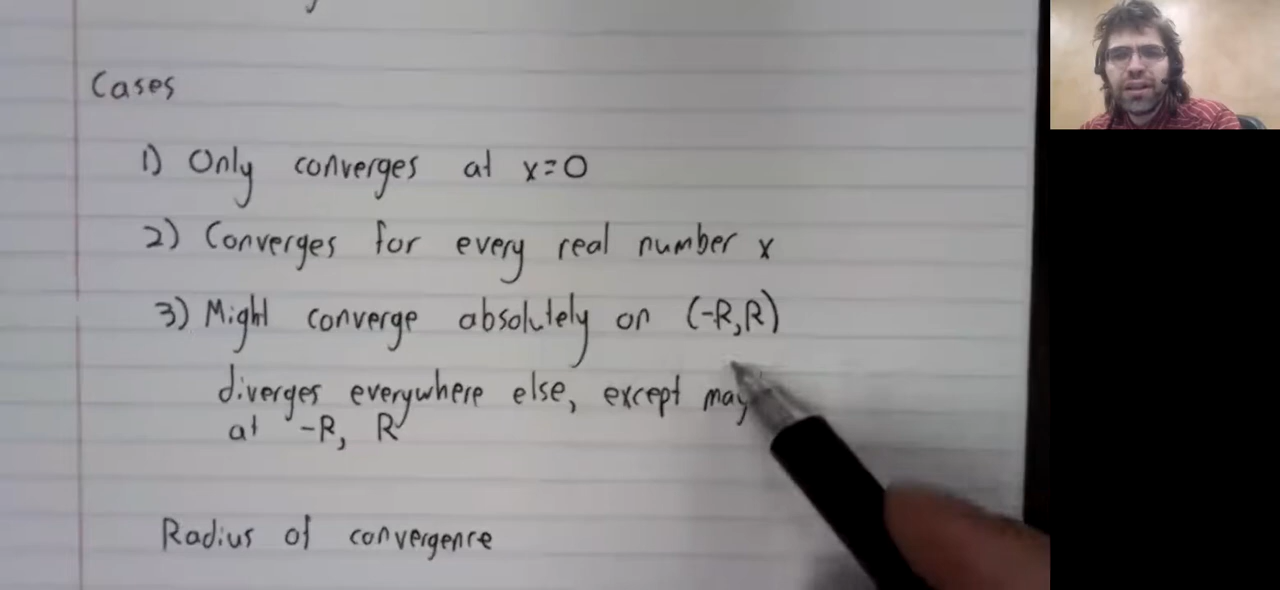 Cases
1) Only converges at x=0
2) Converges for every real number x
3) Might converge absolutely on (-R,R)
diverges everywhere else, except
at -R, R
Radius of convergence